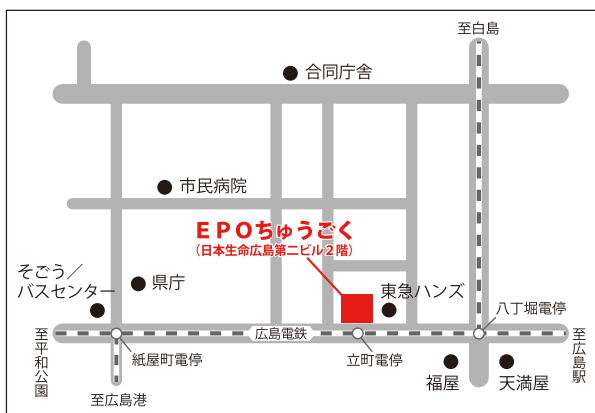 至白島
合同庁舎
市民病院
EPOちゅうごく
(日本生命広島第二ビル2階)
そごう／
バスセンター
県庁
東急ハンズ
八丁堀電停
至平和公園
広島電鉄
至広島駅
紙屋町電停
立町電停
福屋
天満屋
至広島港